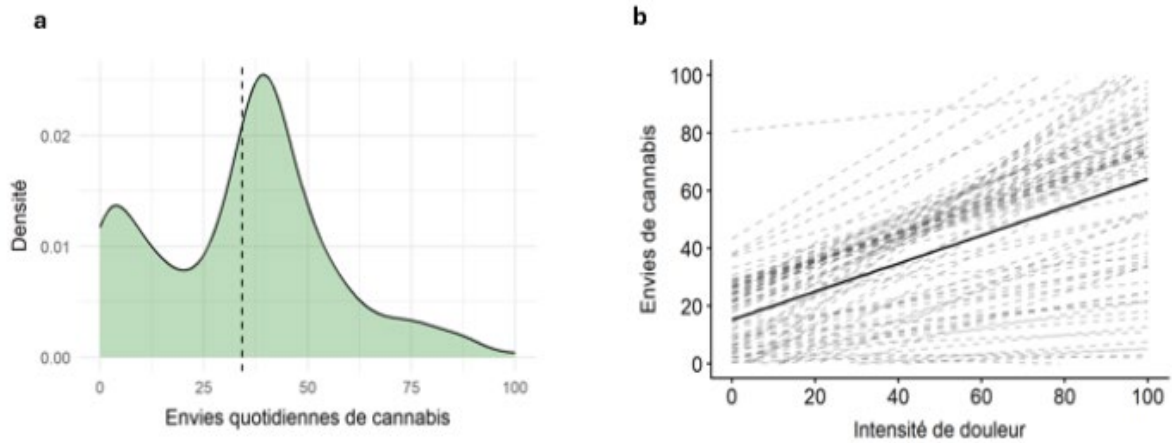 a
Densité
0.02
0.01
0.00
0 25 50 75 100
Envies quotidiennes de cannabis
b
Envies de cannabis
100
80
60
40
20
0
0 20 40 60 80 100
Intensité de douleur